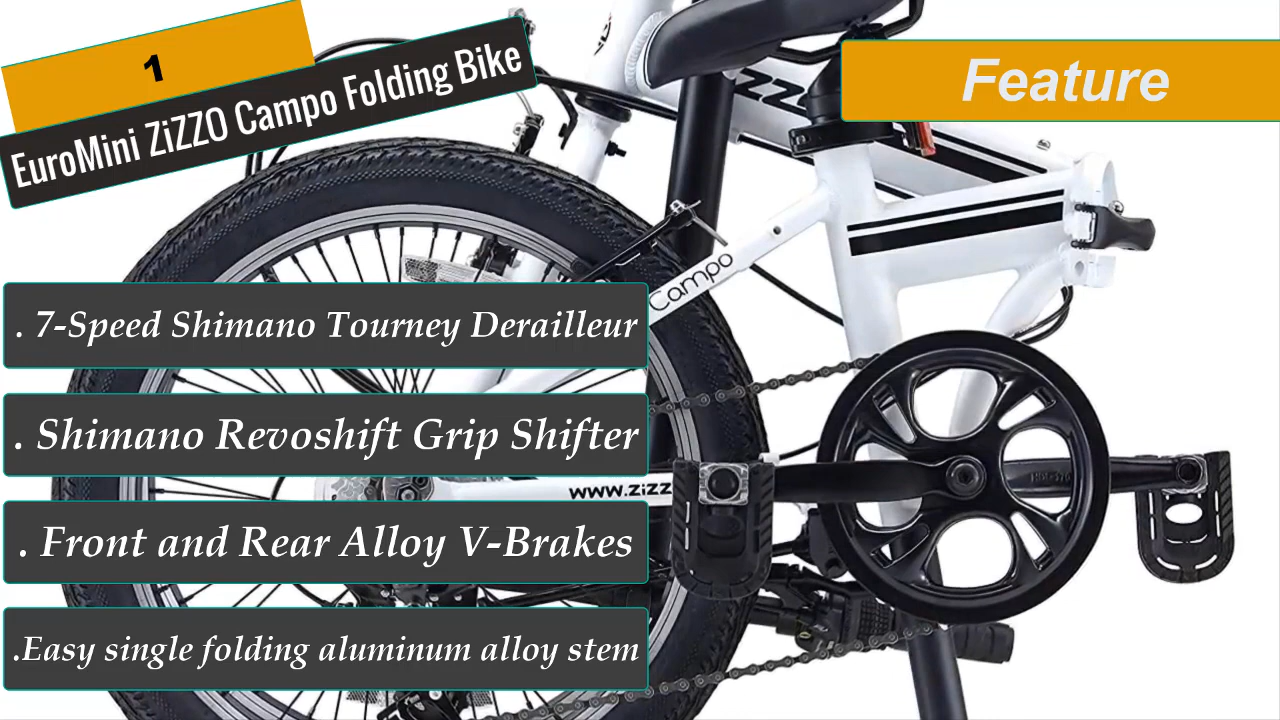 1
EuroMini ZiZZO Campo Folding Bike
Feature
ZiZZO
Campo
. 7-Speed Shimano Tourney Derailleur
. Shimano Revoshift Grip Shifter
. Front and Rear Alloy V-Brakes
WWW.ZIZZ
.Easy single folding aluminum alloy stem